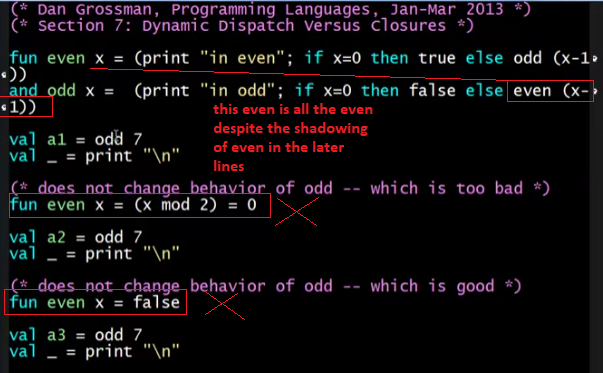 (* Dan Grossman, Programming Languages, Jan-Mar 2013 *)
(* Section 7: Dynamic Dispatch Versus Closures *)
fun even x = (print "in even"; if x=0 then true else odd (x-1
))
and odd x =  (print "in odd"; if x=0 then false else even (x-
1))
this even is all the even
despite the shadowing
of even in the later
lines
val a1 = odd 7
val _ = print "\n"
(* does not change behavior of odd -- which is too bad *)
fun even x = (x mod 2) = 0
val a2 = odd 7
val _ = print "\n"
(* does not change behavior of odd -- which is good *)
fun even x = false
val a3 = odd 7
val _ = print "\n"